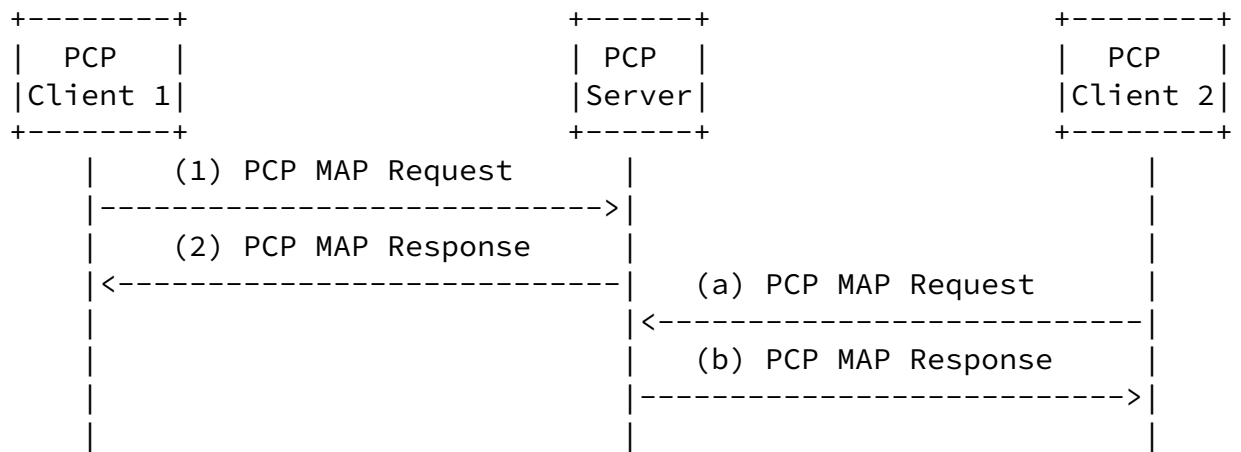 PCP PCP PCP
Client 1 Server Client 2
(1) PCP MAP Request
(2) PCP MAP Response
(a) PCP MAP Request
(b) PCP MAP Response